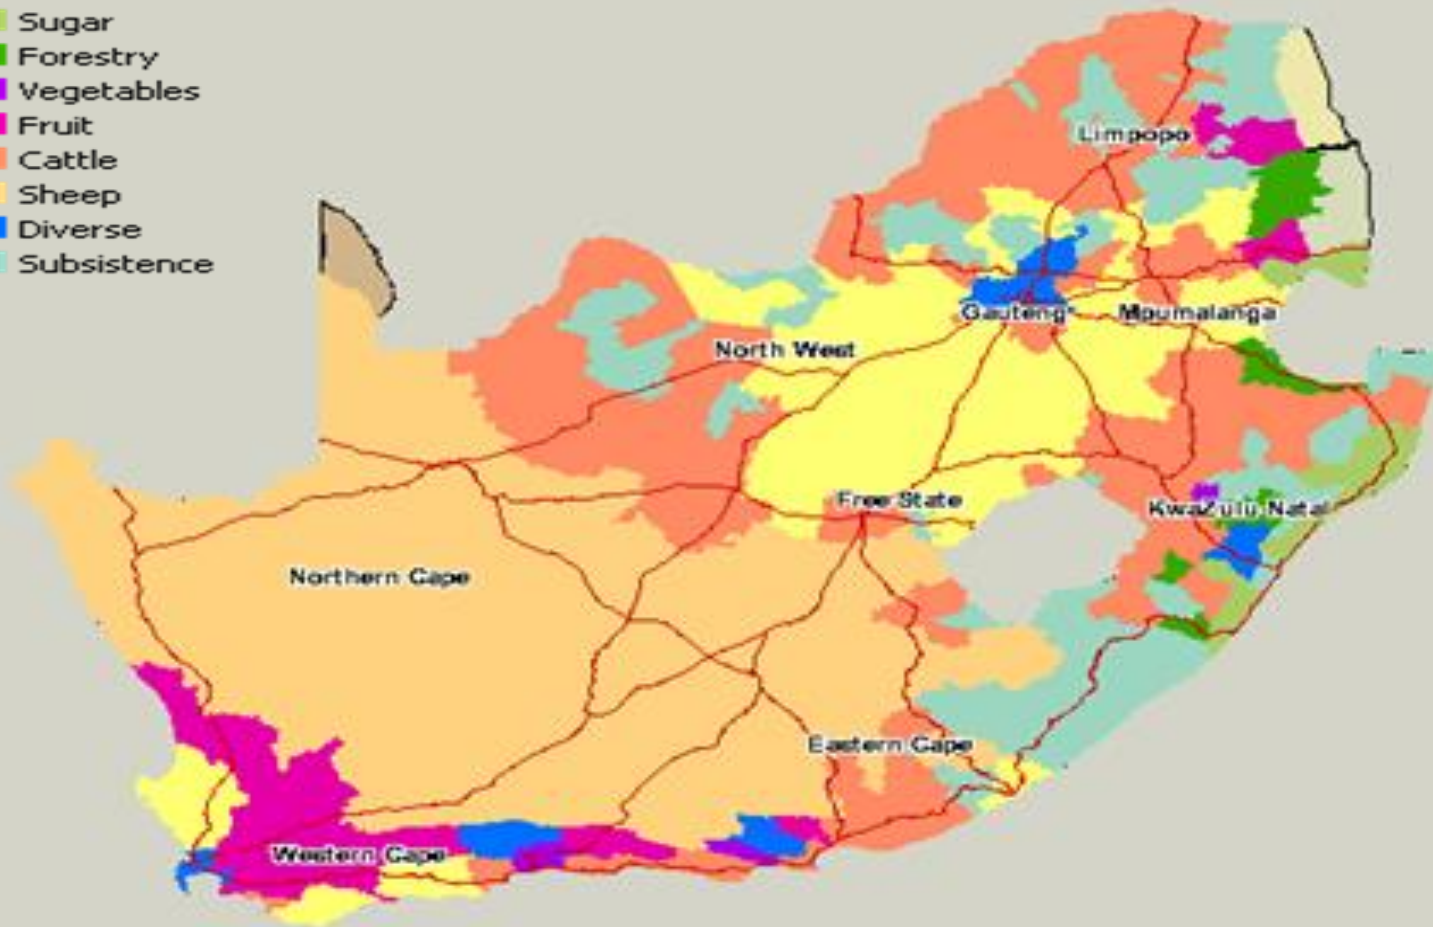 Sugar
Forestry
Vegetables
Fruit
Cattle
Sheep
Diverse
Subsistence
Limpopo
Gauteng
Mpumalanga
North West
Free State
KwaZulu-Natal
Northern Cape
Eastern Cape
Western Cape